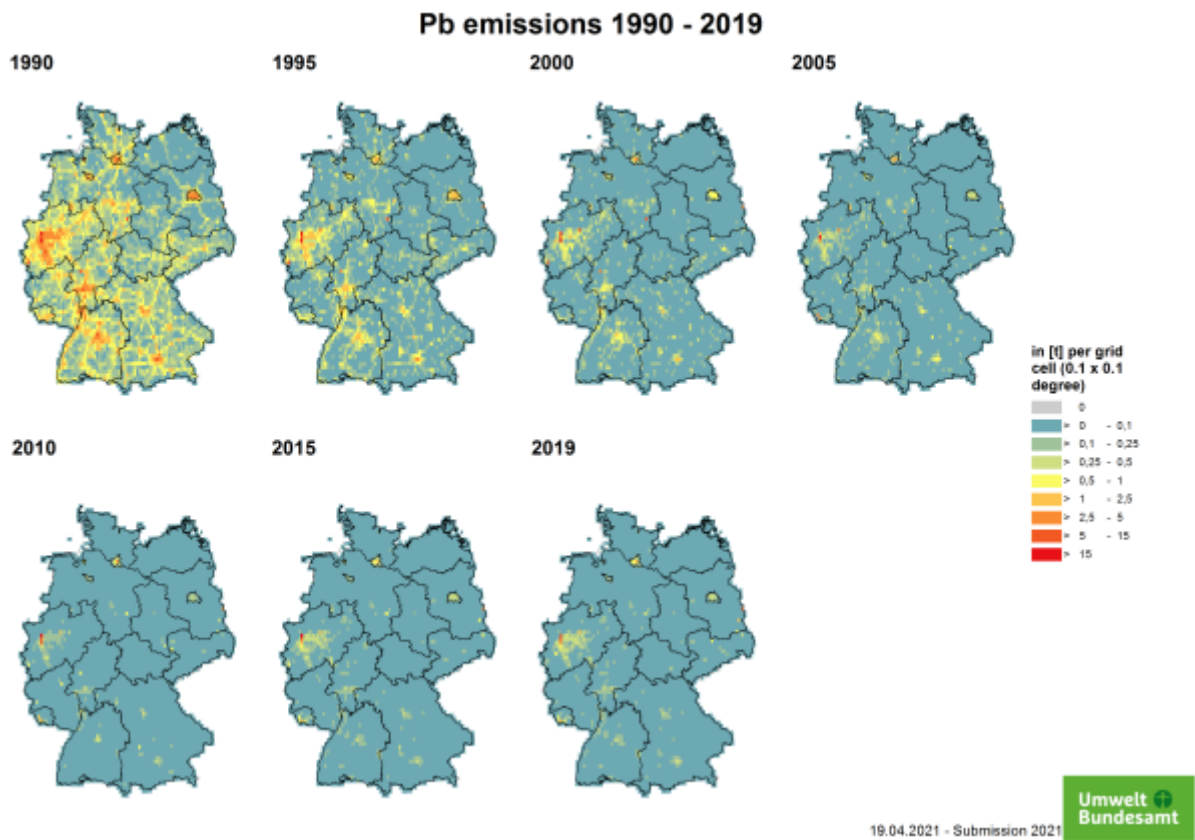 Pb emissions 1990 - 2019
1990
1995
2000
2005
in [t] per grid
cell (0.1 x 0.1
degree)
0
> 0 - 0,1
> 0,1 - 0,25
> 0,25 - 0,5
> 0,5 - 1
> 1 - 2,5
> 2,5 - 5
> 5 - 15
> 15
2010
2015
2019
Umwelt
Bundesamt
19.04.2021 - Submission 2021